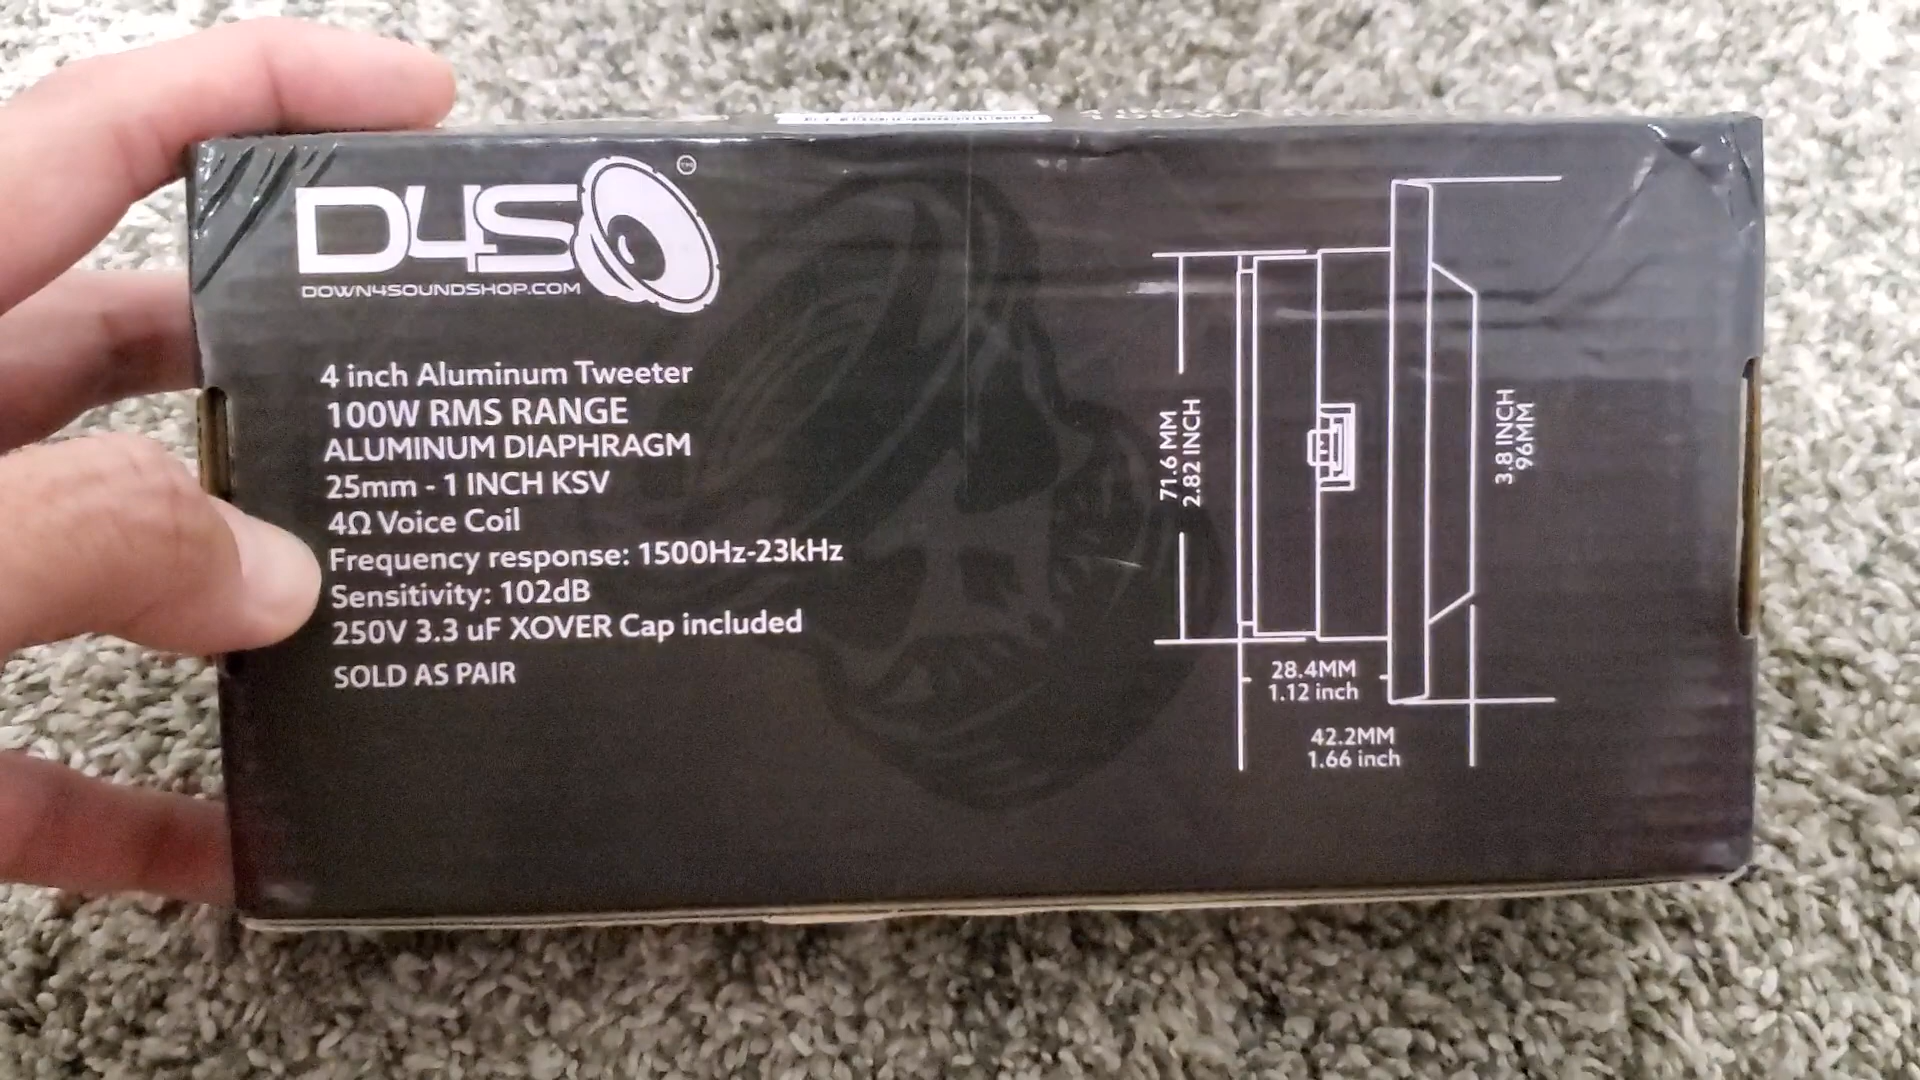 D4S
TM
DOWN4SOUNDSHOP.COM
4 inch Aluminum Tweeter
100W RMS RANGE
ALUMINUM DIAPHRAGM
25mm - 1 INCH KSV
4Ω Voice Coil
Frequency response: 1500Hz-23kHz
Sensitivity: 102dB
250V 3.3 uF XOVER Cap included
SOLD AS PAIR
71.6 MM
2.82 INCH
3.8 INCH
96MM
28.4MM
1.12 inch
42.2MM
1.66 inch